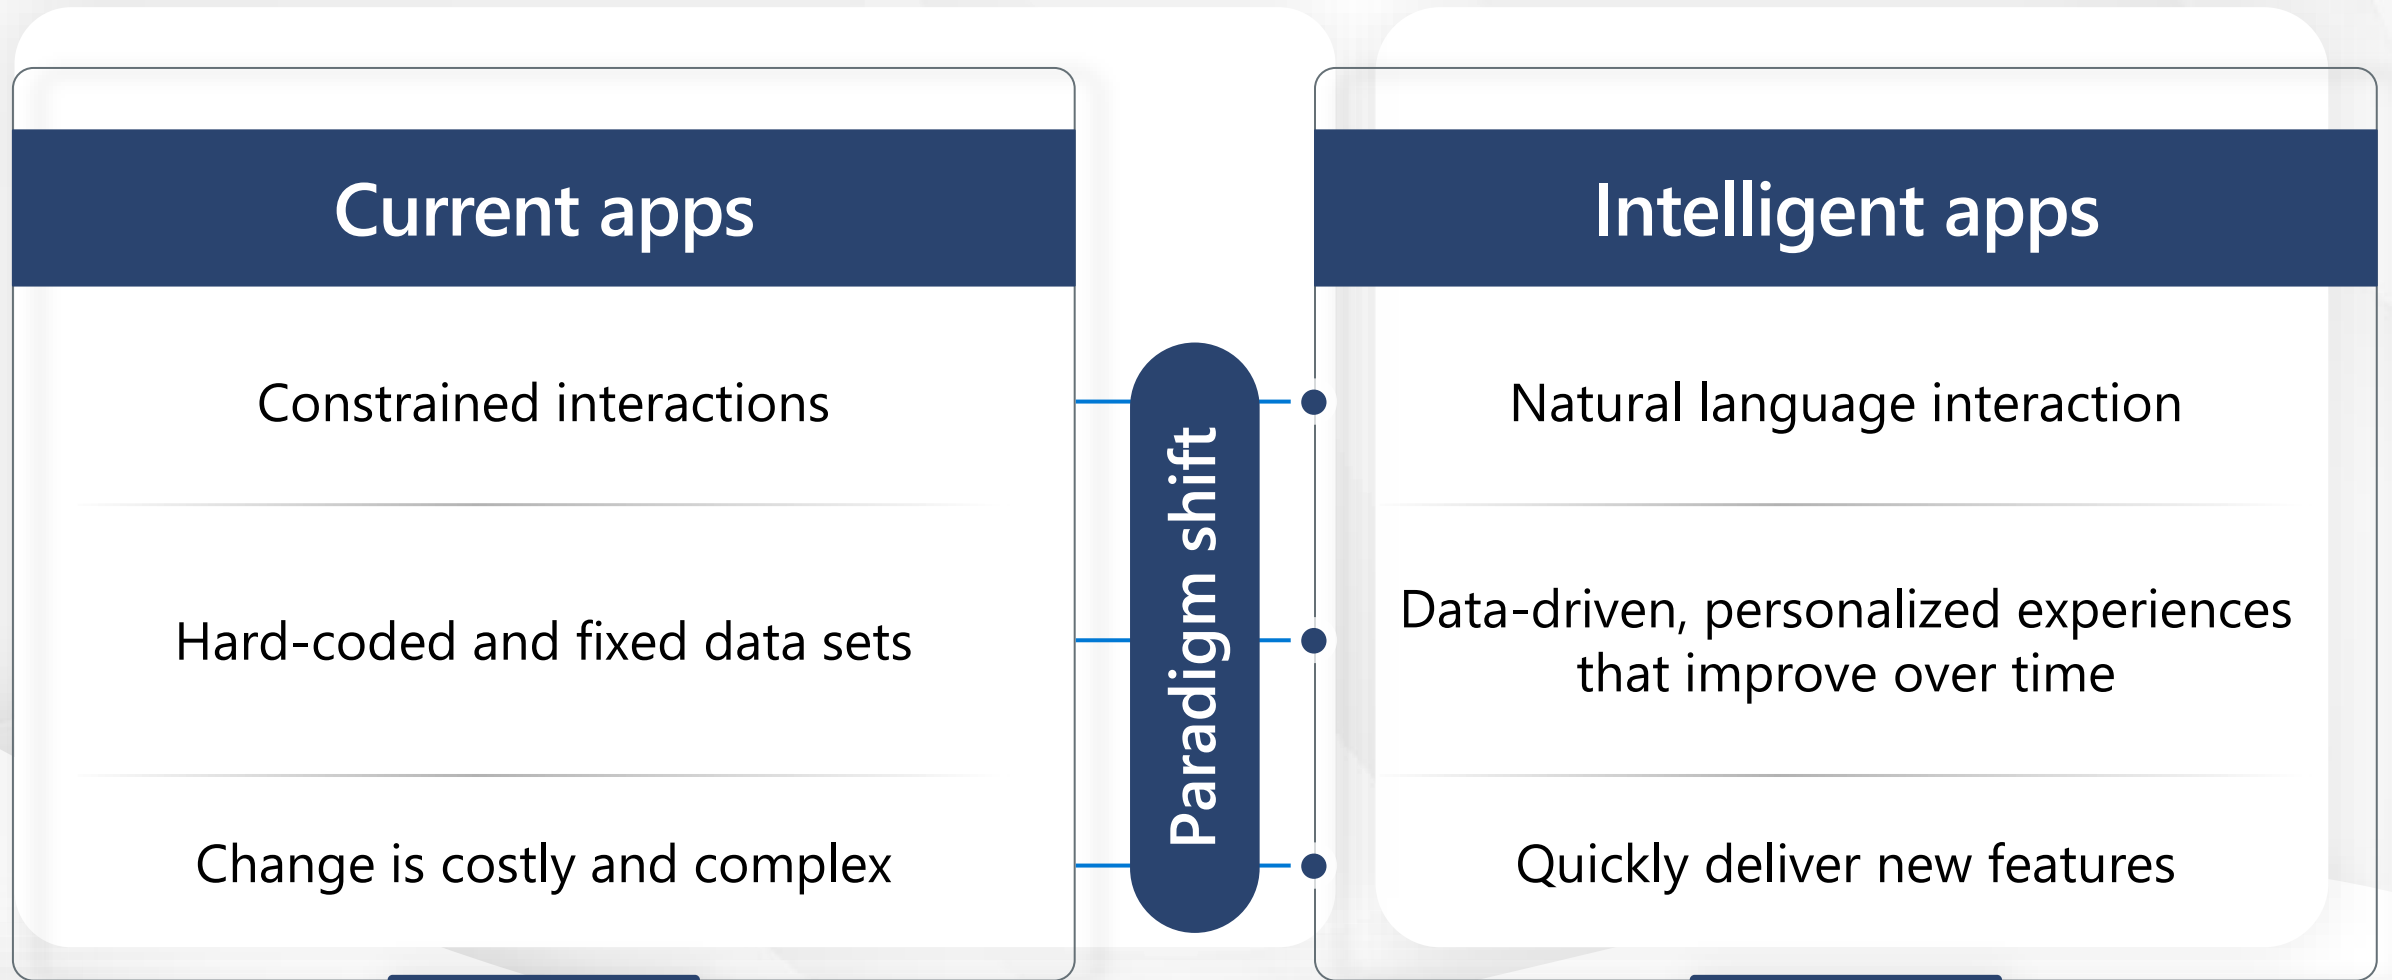 Current apps
Constrained interactions
Hard-coded and fixed data sets
Change is costly and complex
Paradigm shift
Intelligent apps
Natural language interaction
Data-driven, personalized experiences
that improve over time
Quickly deliver new features